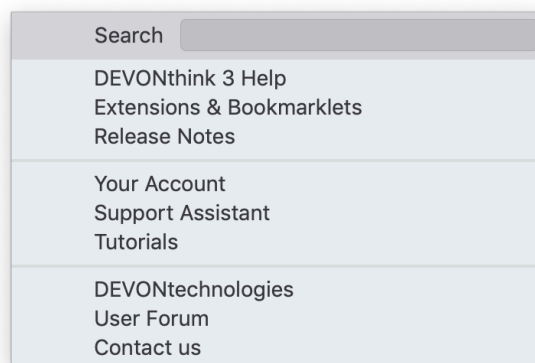 Search
DEVONthink 3 Help
Extensions & Bookmarklets
Release Notes
Your Account
Support Assistant
Tutorials
DEVONtechnologies
User Forum
Contact us